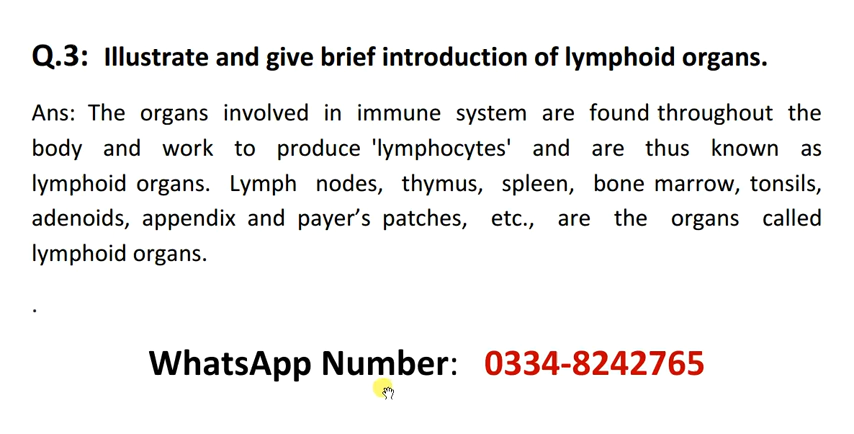 Q.3: Illustrate and give brief introduction of lymphoid organs.
Ans: The organs involved in immune system are found throughout the
body and work to produce 'lymphocytes' and are thus known as
lymphoid organs. Lymph nodes, thymus, spleen, bone marrow, tonsils,
adenoids, appendix and payer's patches, etc., are the organs called
lymphoid organs.
.
WhatsApp Number: 0334-8242765